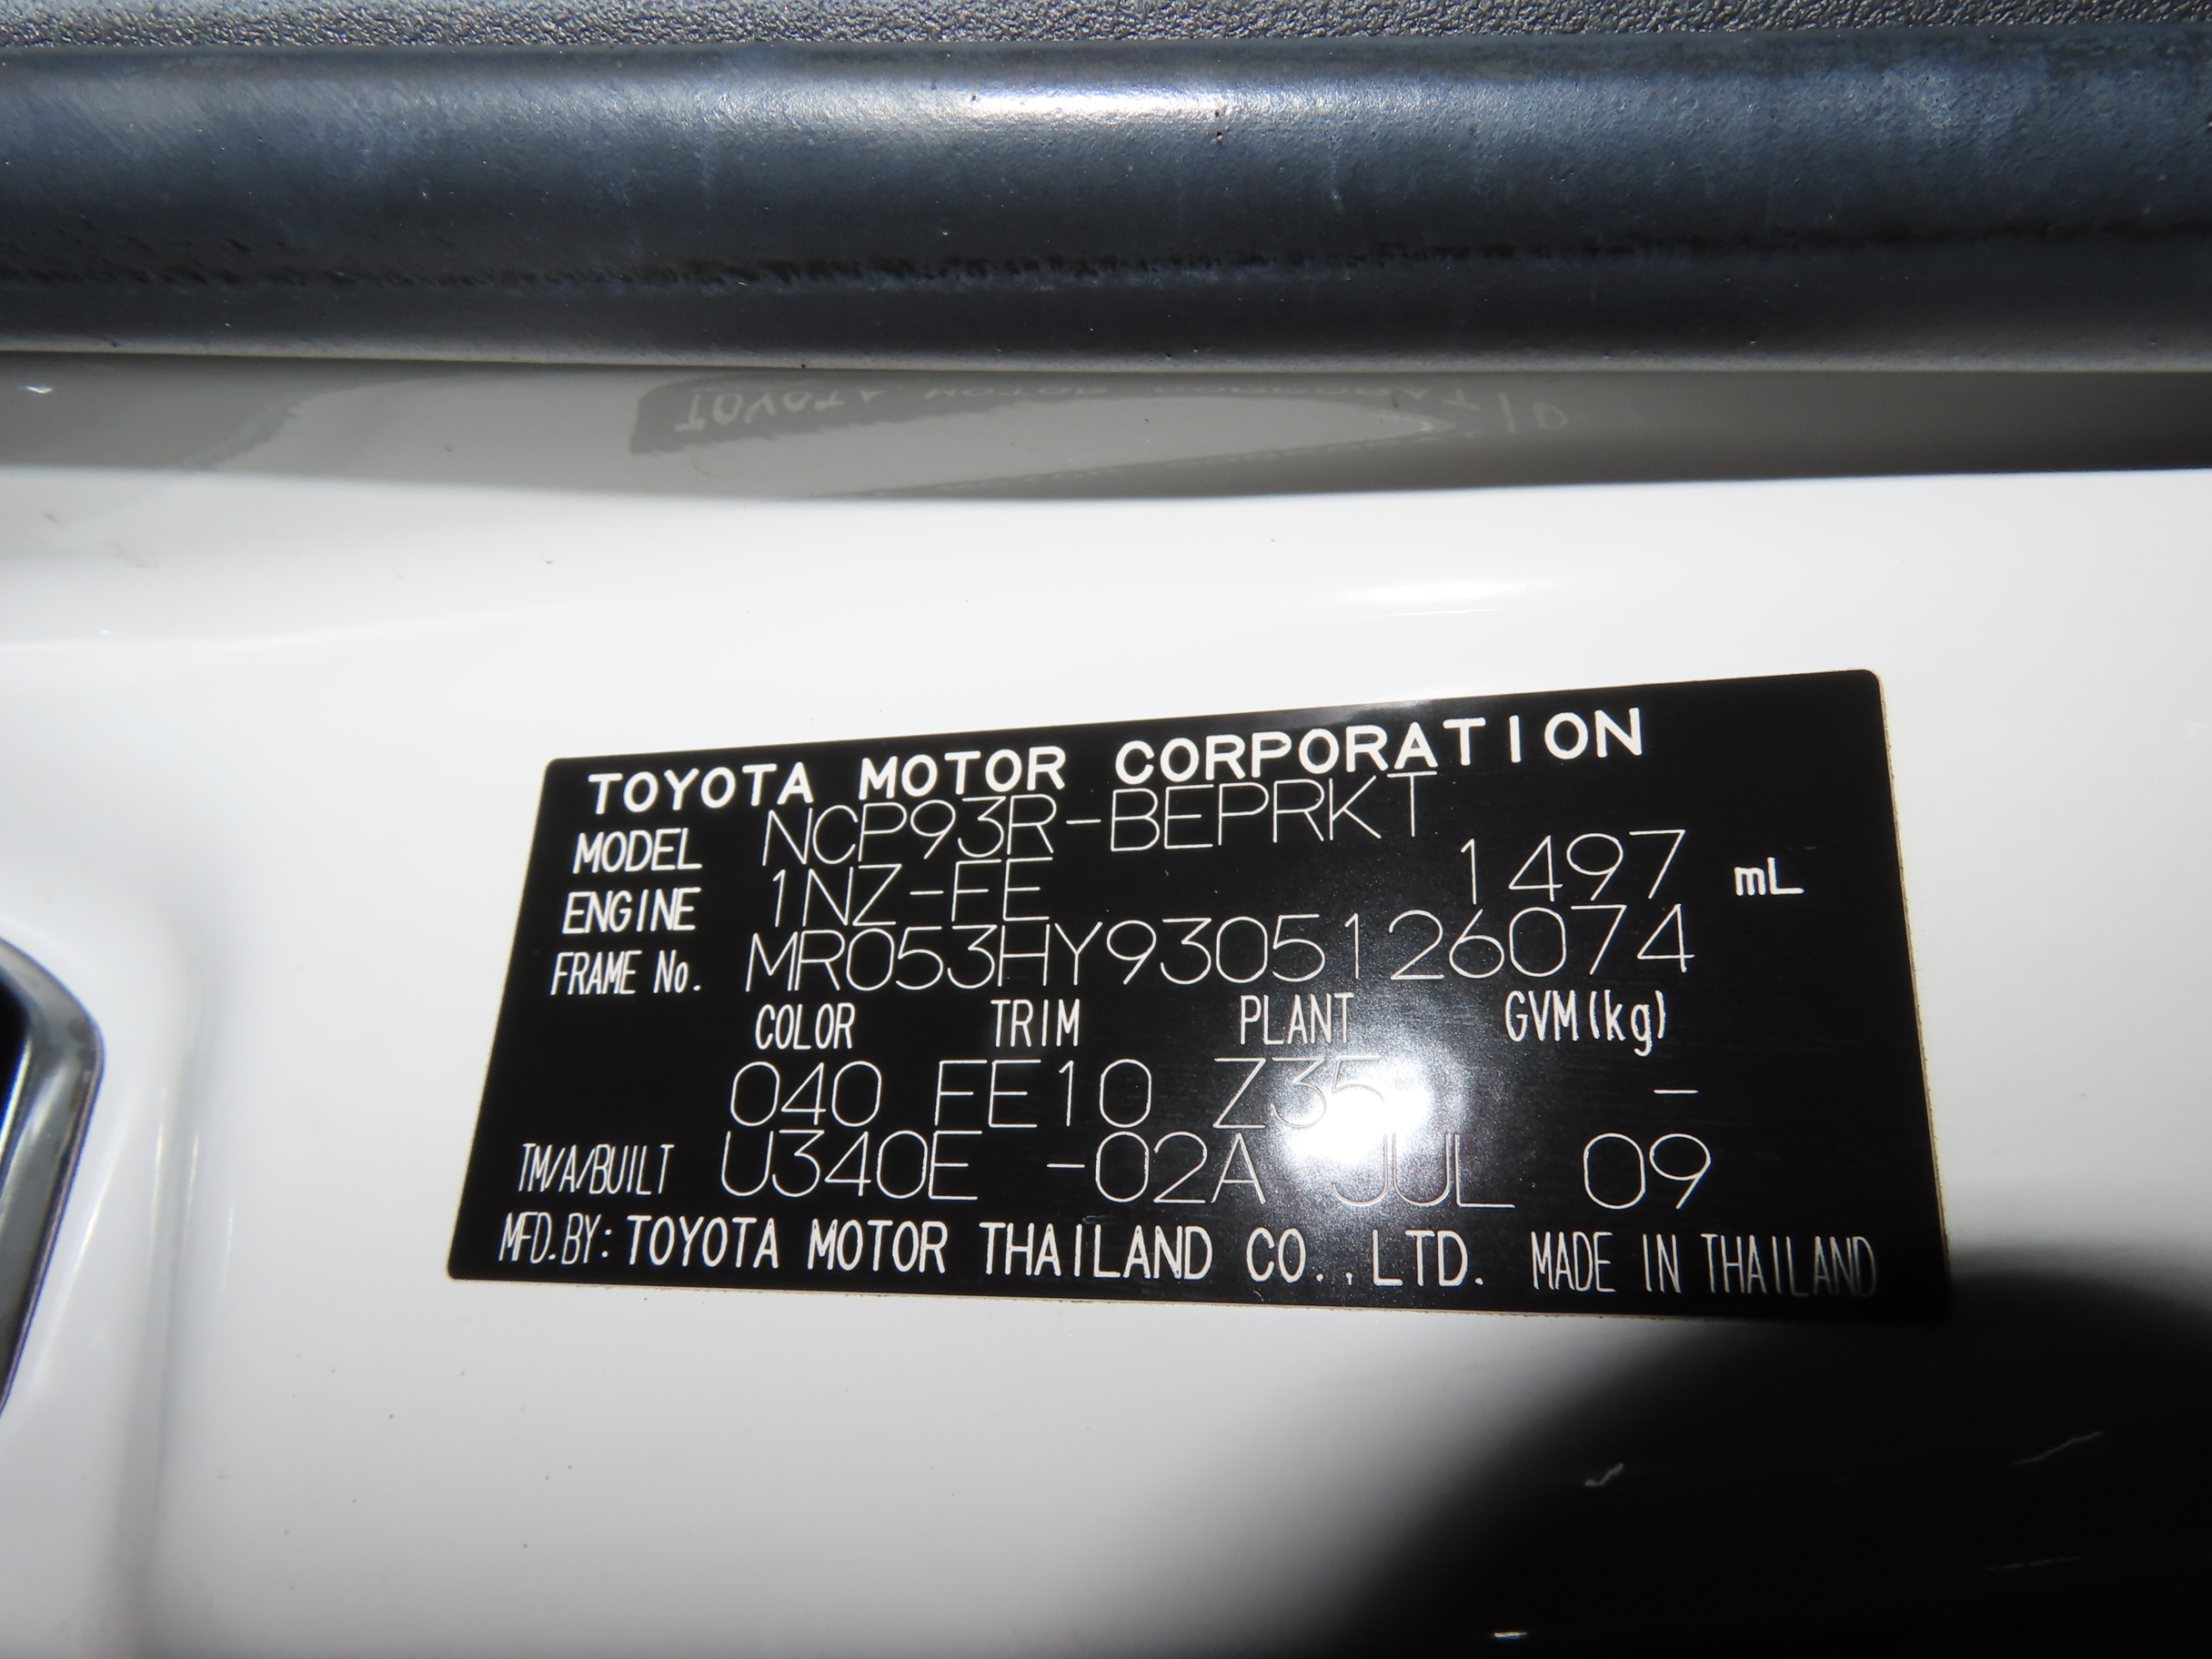 TOYOTA MOTOR CORPORATION
MODEL NCP93R-BEPRKT
ENGINE 1NZ-FE 1497 mL
FRAME No. MR053HY9305126074
COLOR TRIM PLANT GVM(kg)
040 FE10 Z35 -
TM/A/BUILT U340E -02A JUL 09
MFD.BY: TOYOTA MOTOR THAILAND CO.,LTD. MADE IN THAILAND